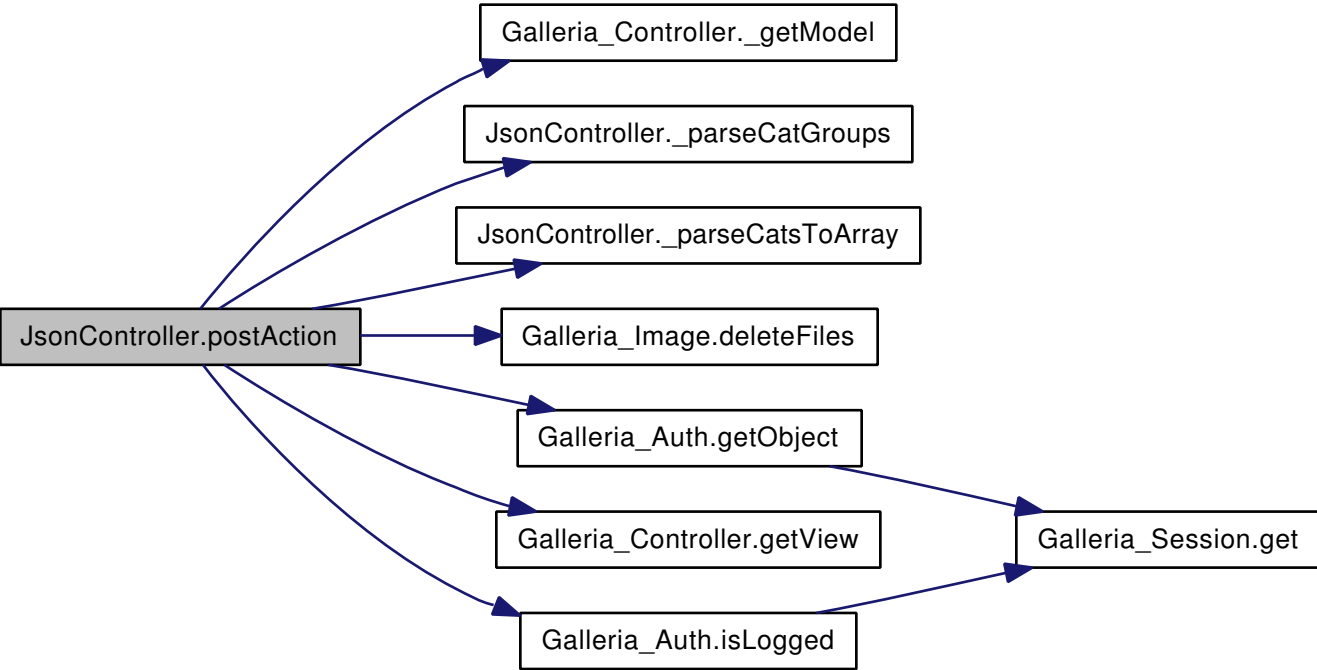 Galleria_Controller._getModel
JsonController._parseCatGroups
JsonController._parseCatsToArray
JsonController.postAction
Galleria_Image.deleteFiles
Galleria_Auth.getObject
Galleria_Controller.getView
Galleria_Session.get
Galleria_Auth.isLogged